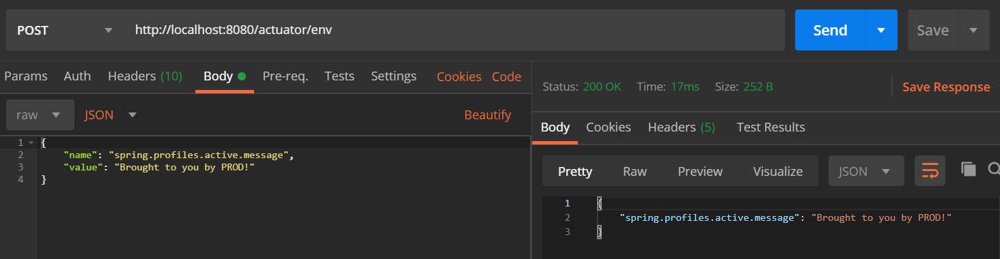 POST http://localhost:8080/actuator/env Send Save
Params Auth Headers (10) Body Pre-req. Tests Settings Cookies Code
raw JSON Beautify
1 {
2 "name": "spring.profiles.active.message",
3 "value": "Brought to you by PROD!"
4 }
Status: 200 OK Time: 17ms Size: 252 B Save Response
Body Cookies Headers (5) Test Results
Pretty Raw Preview Visualize JSON
1 {
2 "spring.profiles.active.message": "Brought to you by PROD!"
3 }